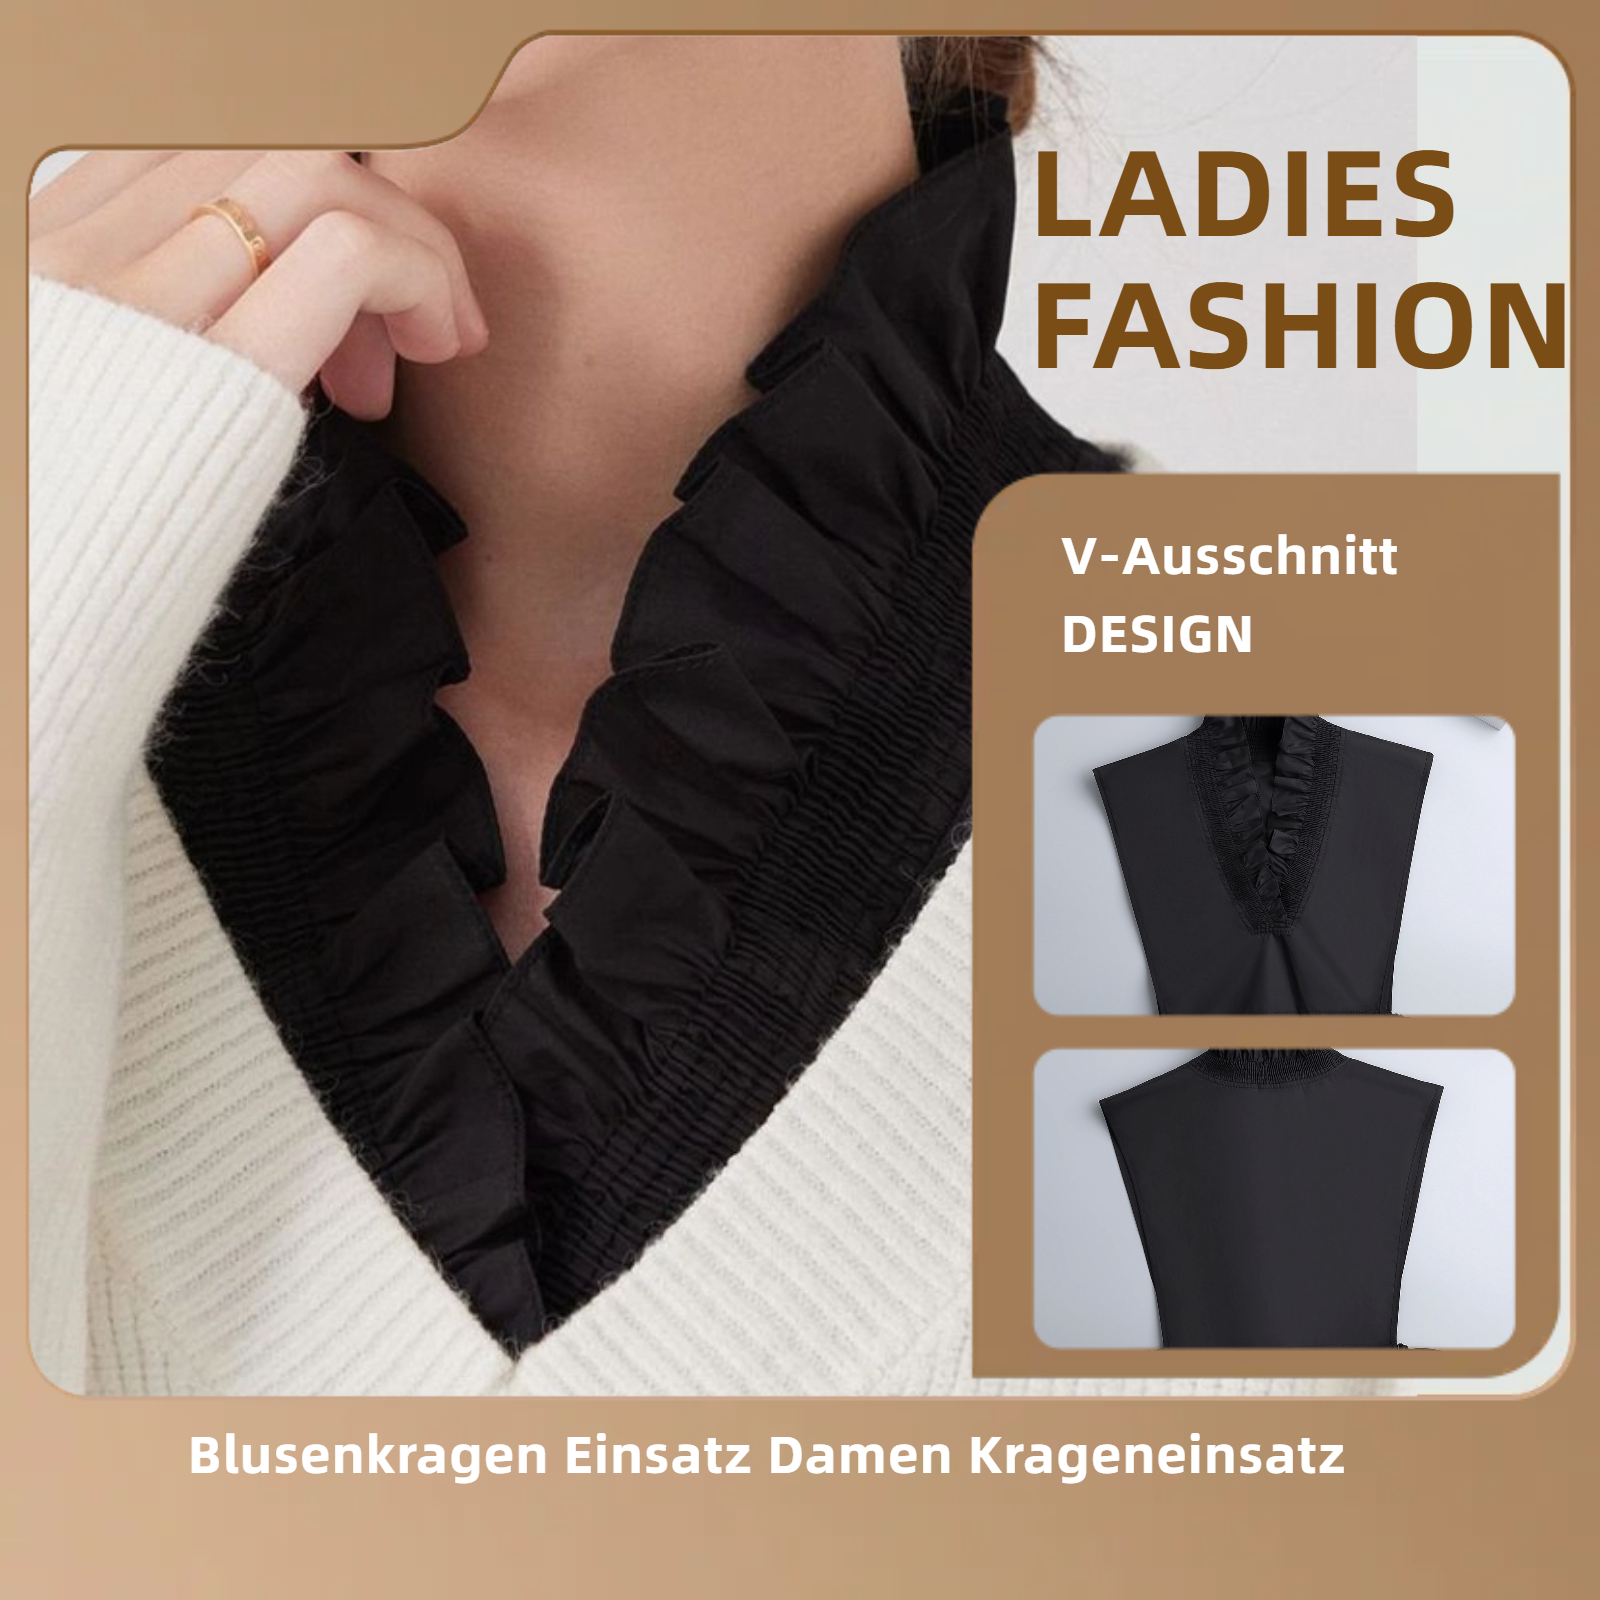 LADIES
FASHION
V-Ausschnitt
DESIGN
Blusenkragen Einsatz Damen Krageneinsatz